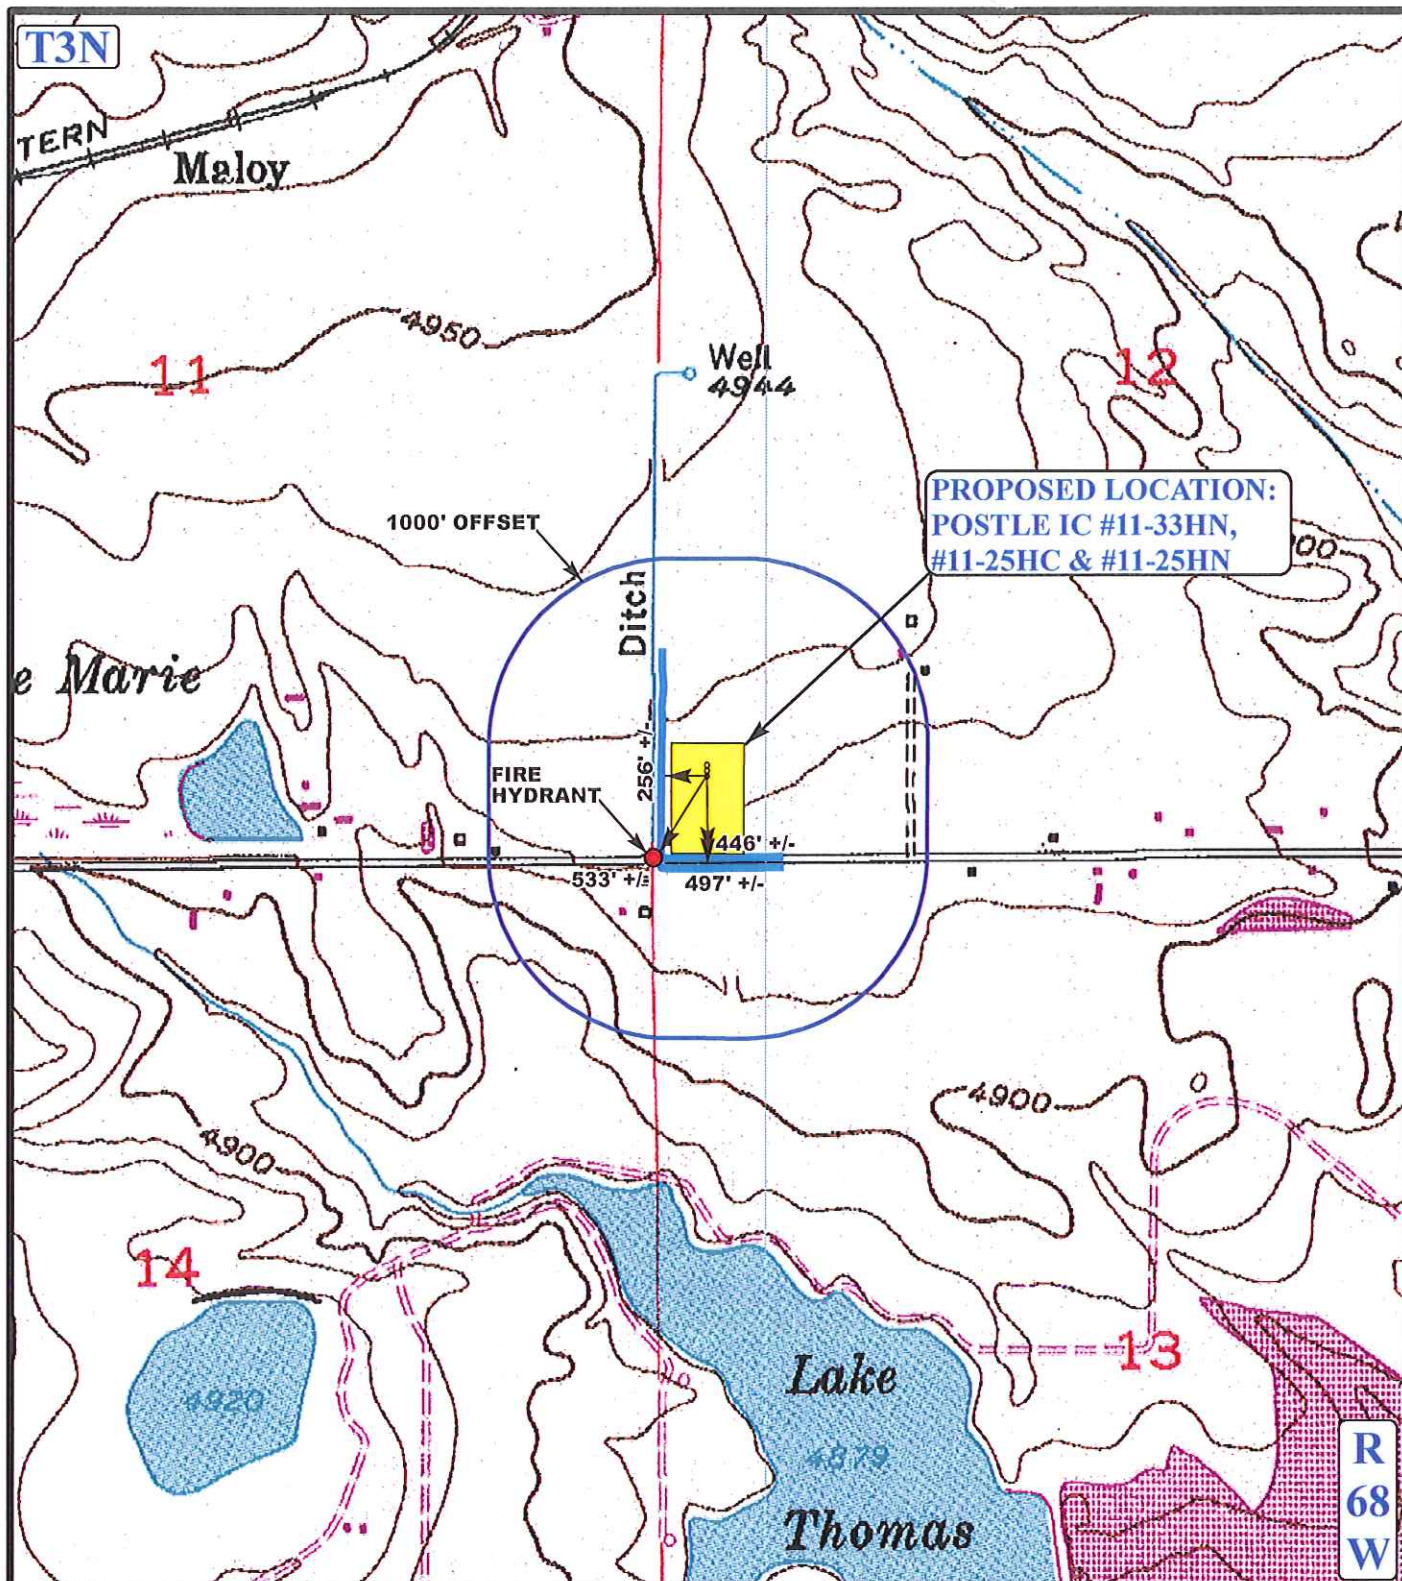 T3N
TERN
Maloy
4950
11
Well
4944
12
PROPOSED LOCATION:
POSTLE IC #11-33HN,
#11-25HC & #11-25HN
1000' OFFSET
Ditch
e Marie
256' +/-
FIRE
HYDRANT
446' +/-
533' +/-
497' +/-
4900
4900
14
13
4920
Lake
4879
Thomas
R
68
W